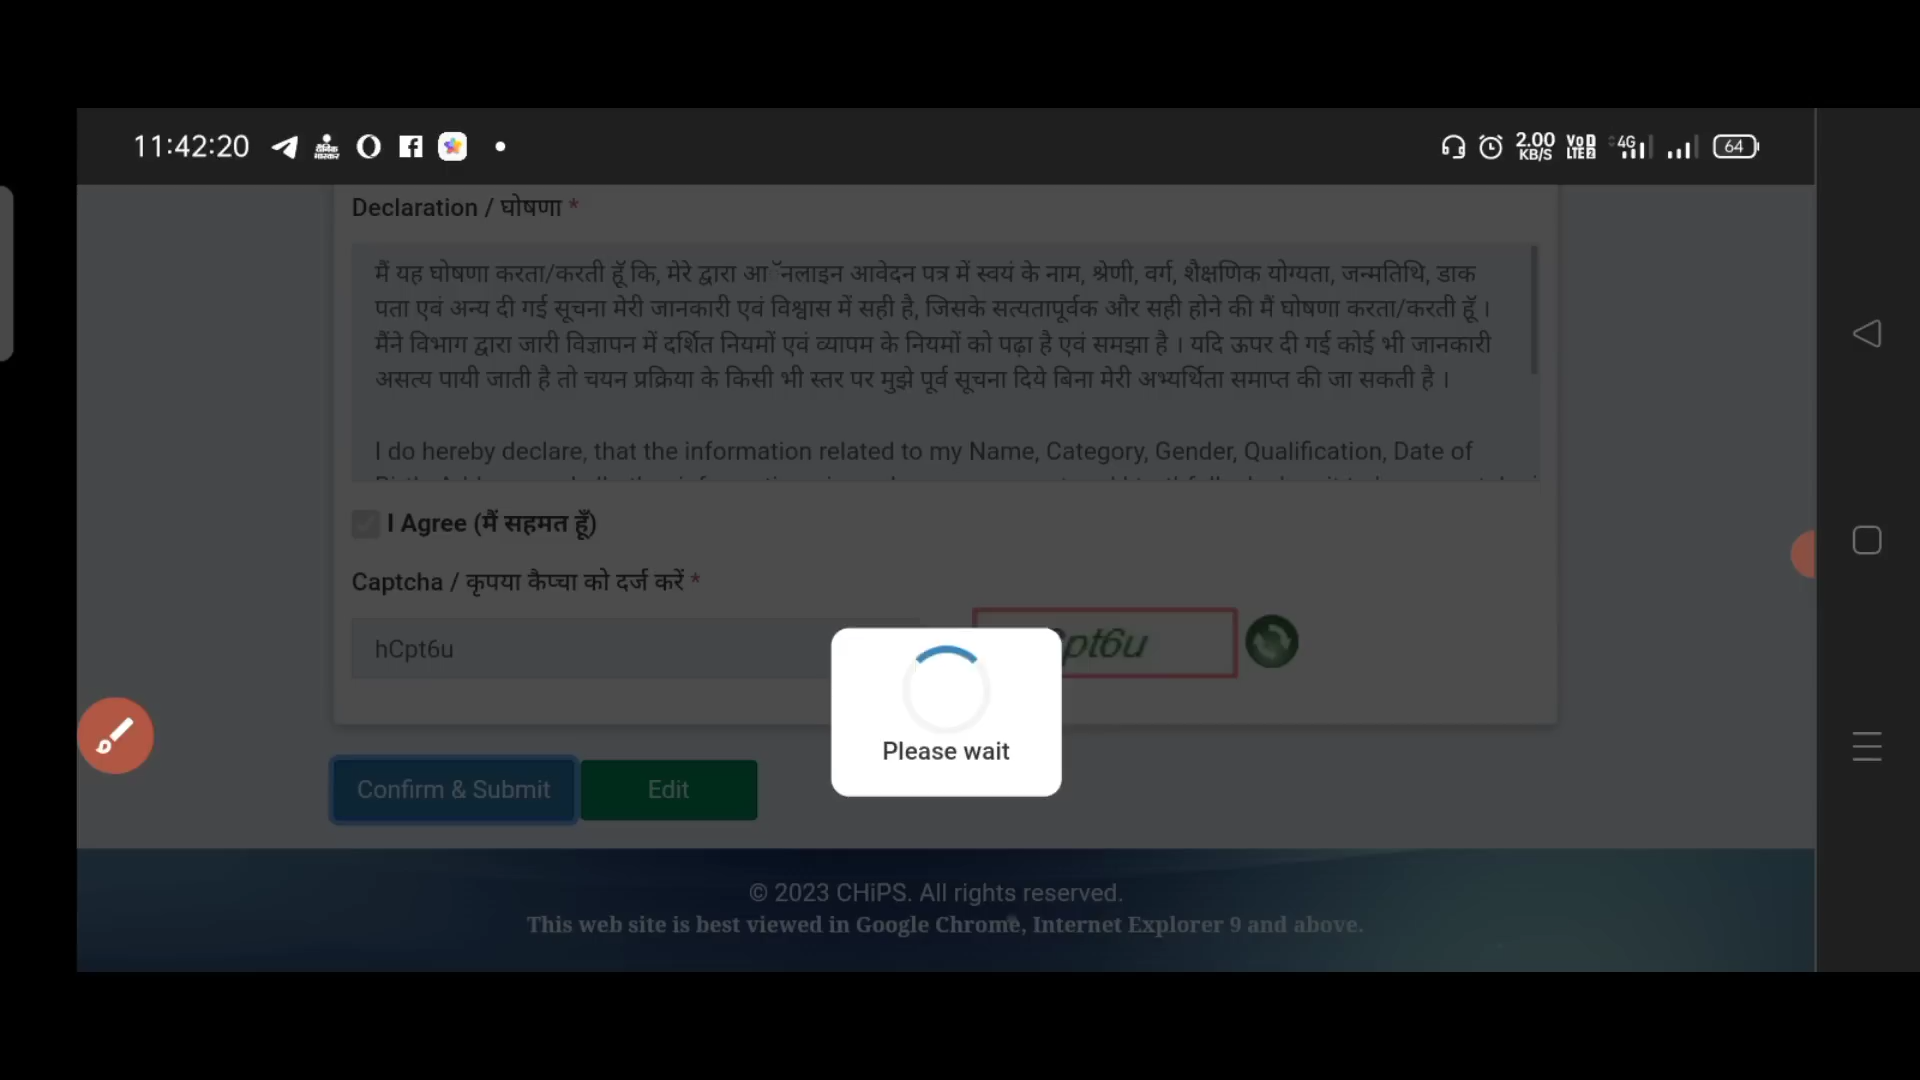 11:42:20 दैनिक भास्कर 2.00 KB/S VoD LTE2 4G 64
Declaration / घोषणा *
मैं यह घोषणा करता/करती हूॅं कि, मेरे द्वारा आॅनलाइन आवेदन पत्र में स्वयं के नाम, श्रेणी, वर्ग, शैक्षणिक योग्यता, जन्मतिथि, डाक
पता एवं अन्य दी गई सूचना मेरी जानकारी एवं विश्वास में सही है, जिसके सत्यतापूर्वक और सही होने की मैं घोषणा करता/करती हूॅं ।
मैंने विभाग द्वारा जारी विज्ञापन में दर्शित नियमों एवं व्यापम के नियमों को पढ़ा है एवं समझा है । यदि ऊपर दी गई कोई भी जानकारी
असत्य पायी जाती है तो चयन प्रक्रिया के किसी भी स्तर पर मुझे पूर्व सूचना दिये बिना मेरी अभ्यर्थिता समाप्त की जा सकती है ।
I do hereby declare, that the information related to my Name, Category, Gender, Qualification, Date of
I Agree (मैं सहमत हूँ)
Captcha / कृपया कैप्चा को दर्ज करें *
hCpt6u pt6u
Please wait
Confirm & Submit Edit
© 2023 CHiPS. All rights reserved.
This web site is best viewed in Google Chrome, Internet Explorer 9 and above.